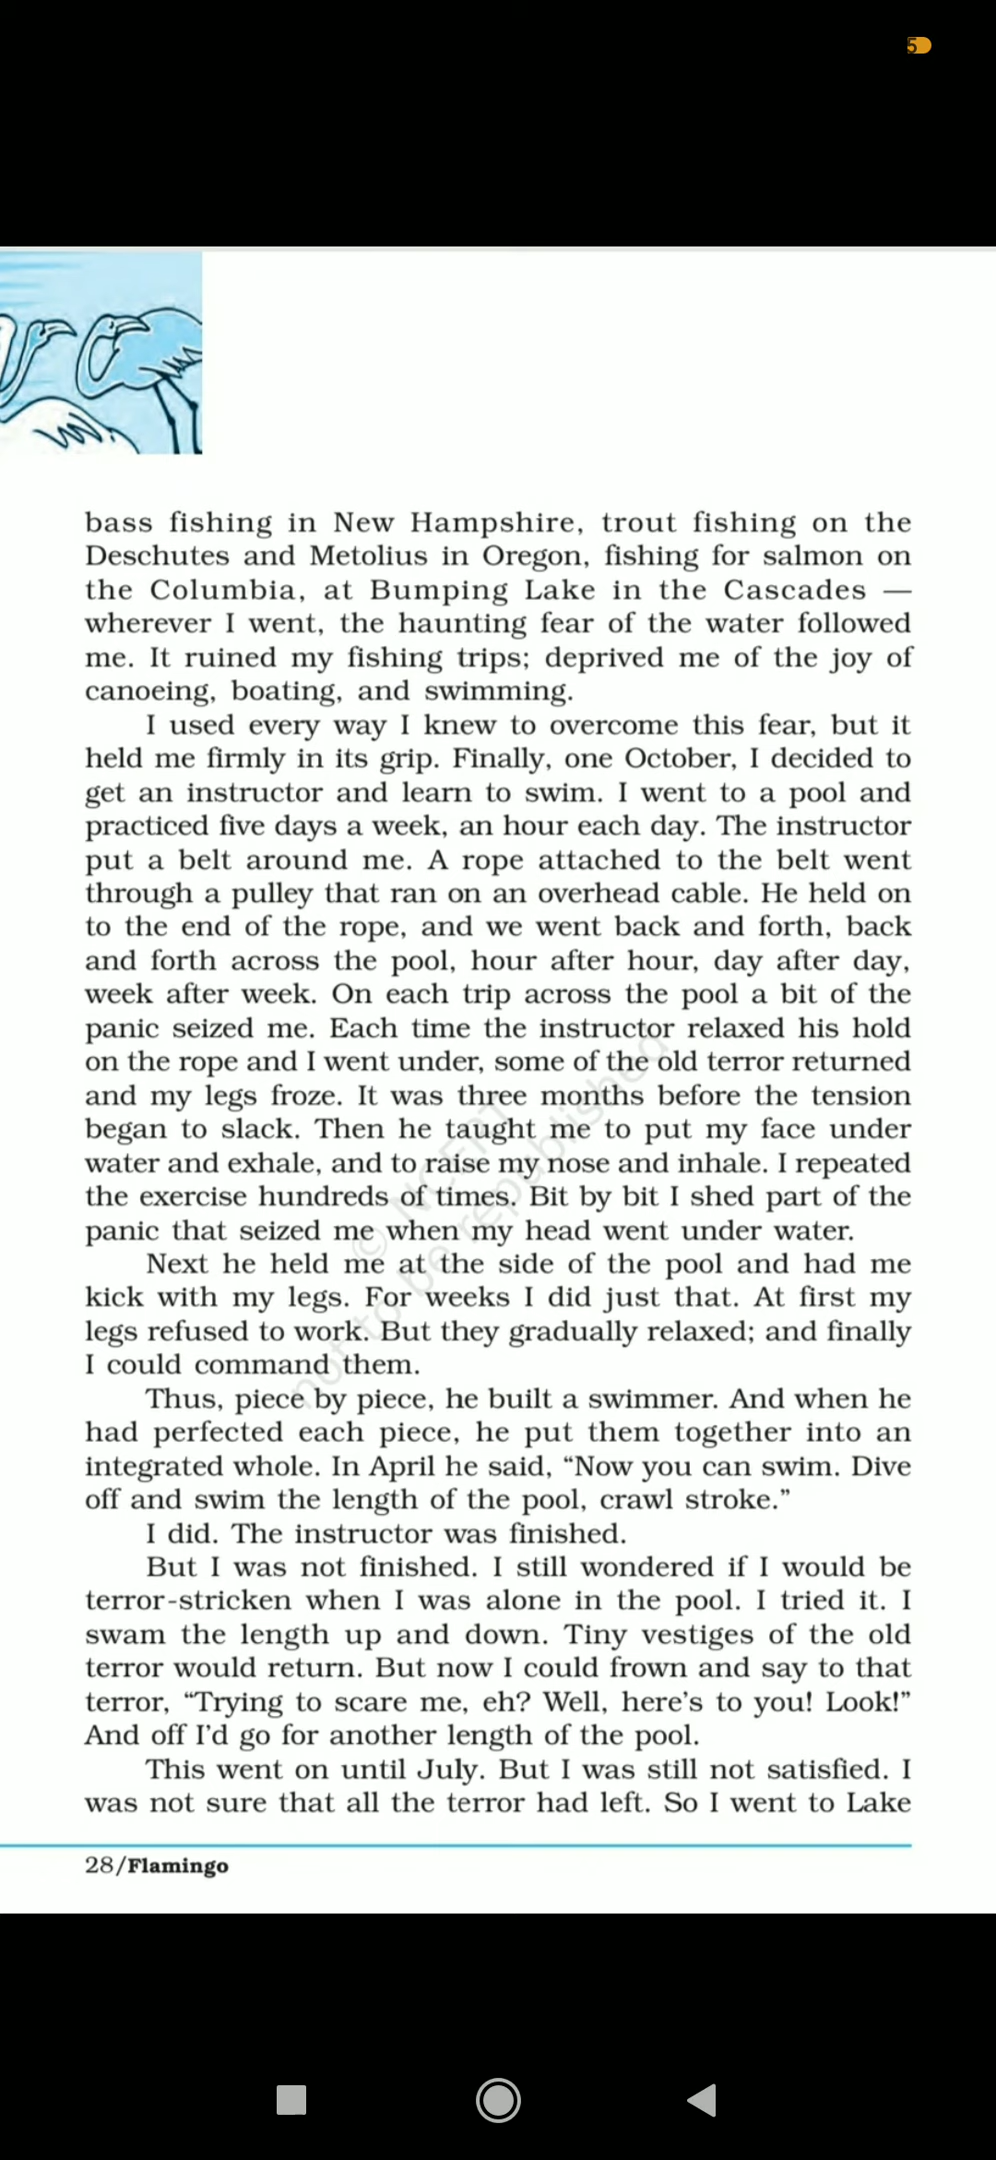 5
bass fishing in New Hampshire, trout fishing on the
Deschutes and Metolius in Oregon, fishing for salmon on
the Columbia, at Bumping Lake in the Cascades —
wherever I went, the haunting fear of the water followed
me. It ruined my fishing trips; deprived me of the joy of
canoeing, boating, and swimming.
I used every way I knew to overcome this fear, but it
held me firmly in its grip. Finally, one October, I decided to
get an instructor and learn to swim. I went to a pool and
practiced five days a week, an hour each day. The instructor
put a belt around me. A rope attached to the belt went
through a pulley that ran on an overhead cable. He held on
to the end of the rope, and we went back and forth, back
and forth across the pool, hour after hour, day after day,
week after week. On each trip across the pool a bit of the
panic seized me. Each time the instructor relaxed his hold
on the rope and I went under, some of the old terror returned
and my legs froze. It was three months before the tension
began to slack. Then he taught me to put my face under
water and exhale, and to raise my nose and inhale. I repeated
the exercise hundreds of times. Bit by bit I shed part of the
panic that seized me when my head went under water.
Next he held me at the side of the pool and had me
kick with my legs. For weeks I did just that. At first my
legs refused to work. But they gradually relaxed; and finally
I could command them.
Thus, piece by piece, he built a swimmer. And when he
had perfected each piece, he put them together into an
integrated whole. In April he said, “Now you can swim. Dive
off and swim the length of the pool, crawl stroke.”
I did. The instructor was finished.
But I was not finished. I still wondered if I would be
terror-stricken when I was alone in the pool. I tried it. I
swam the length up and down. Tiny vestiges of the old
terror would return. But now I could frown and say to that
terror, “Trying to scare me, eh? Well, here’s to you! Look!”
And off I’d go for another length of the pool.
This went on until July. But I was still not satisfied. I
was not sure that all the terror had left. So I went to Lake
28/Flamingo
© NCERT
not to be republished